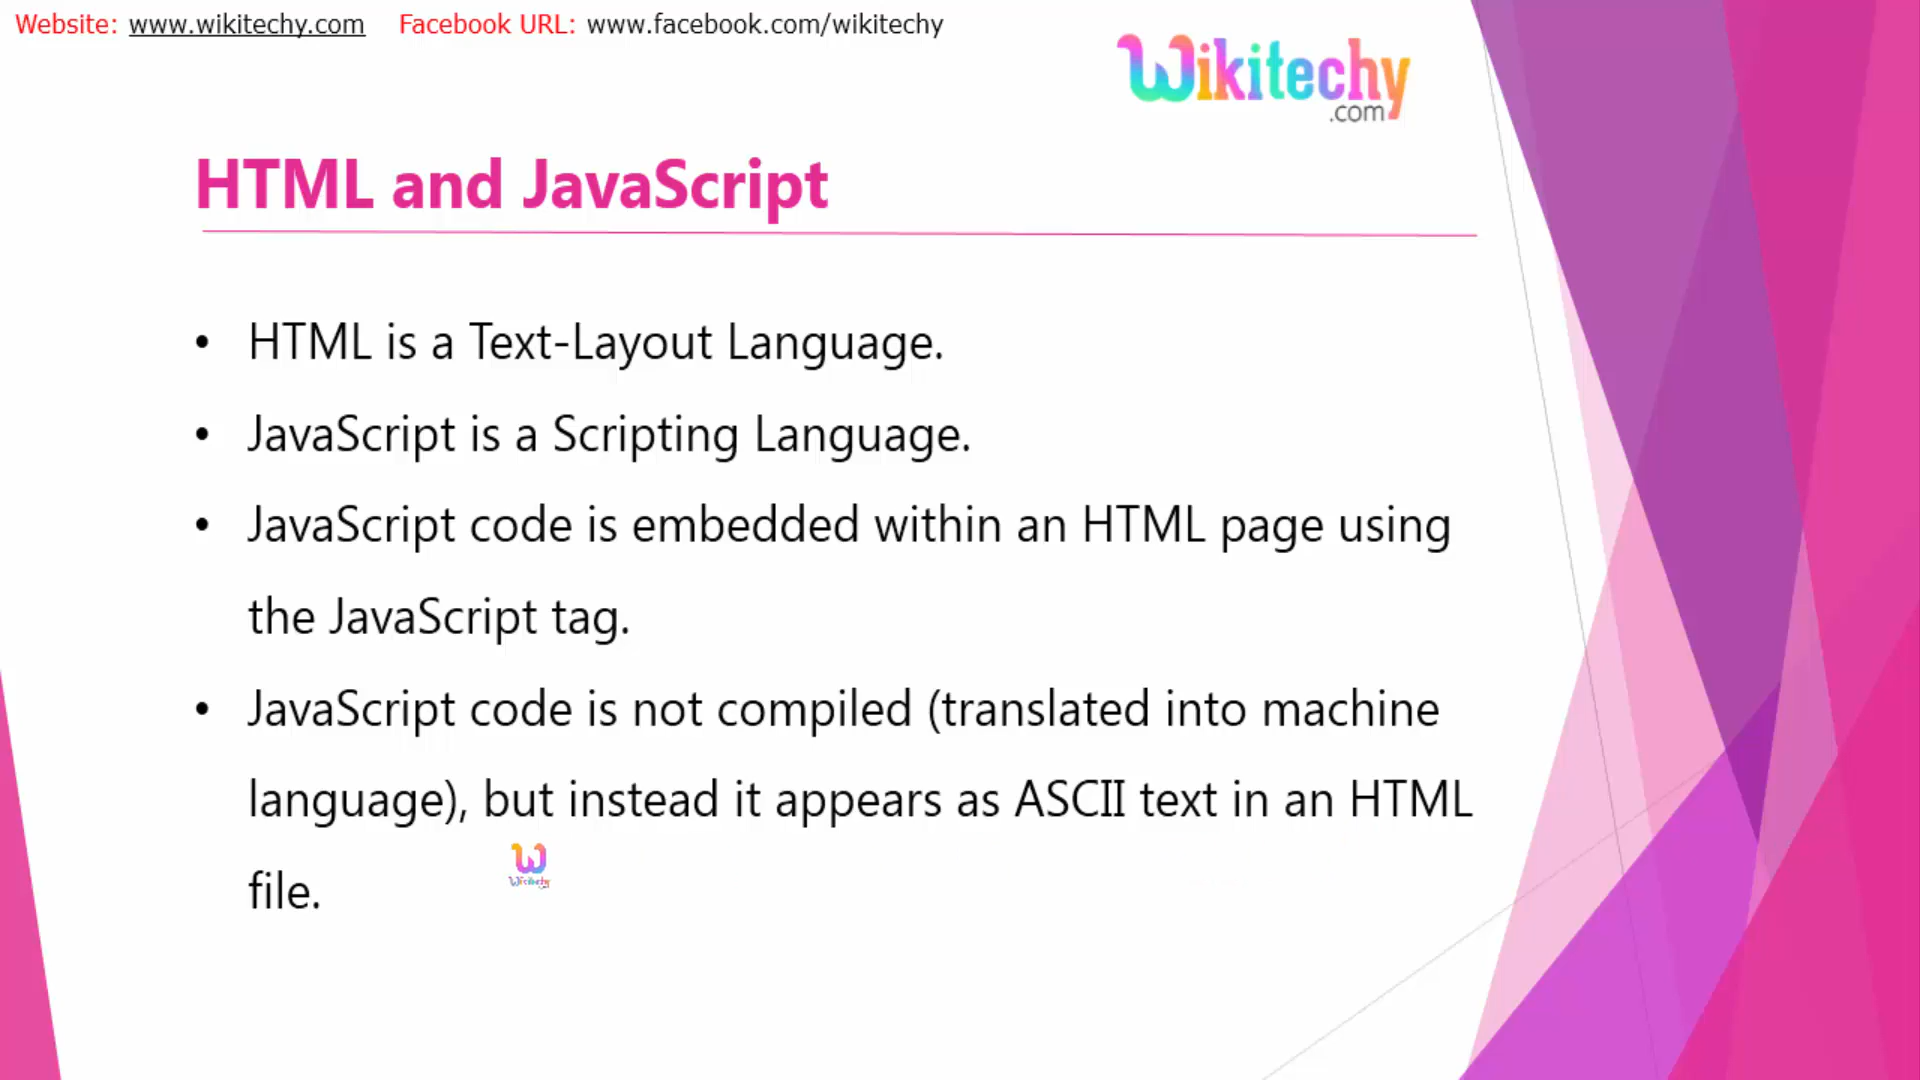 Website: www.wikitechy.com Facebook URL: www.facebook.com/wikitechy
Wikitechy
.com
HTML and JavaScript
• HTML is a Text-Layout Language.
• JavaScript is a Scripting Language.
• JavaScript code is embedded within an HTML page using
the JavaScript tag.
• JavaScript code is not compiled (translated into machine
language), but instead it appears as ASCII text in an HTML
file.
W
Wikitechy